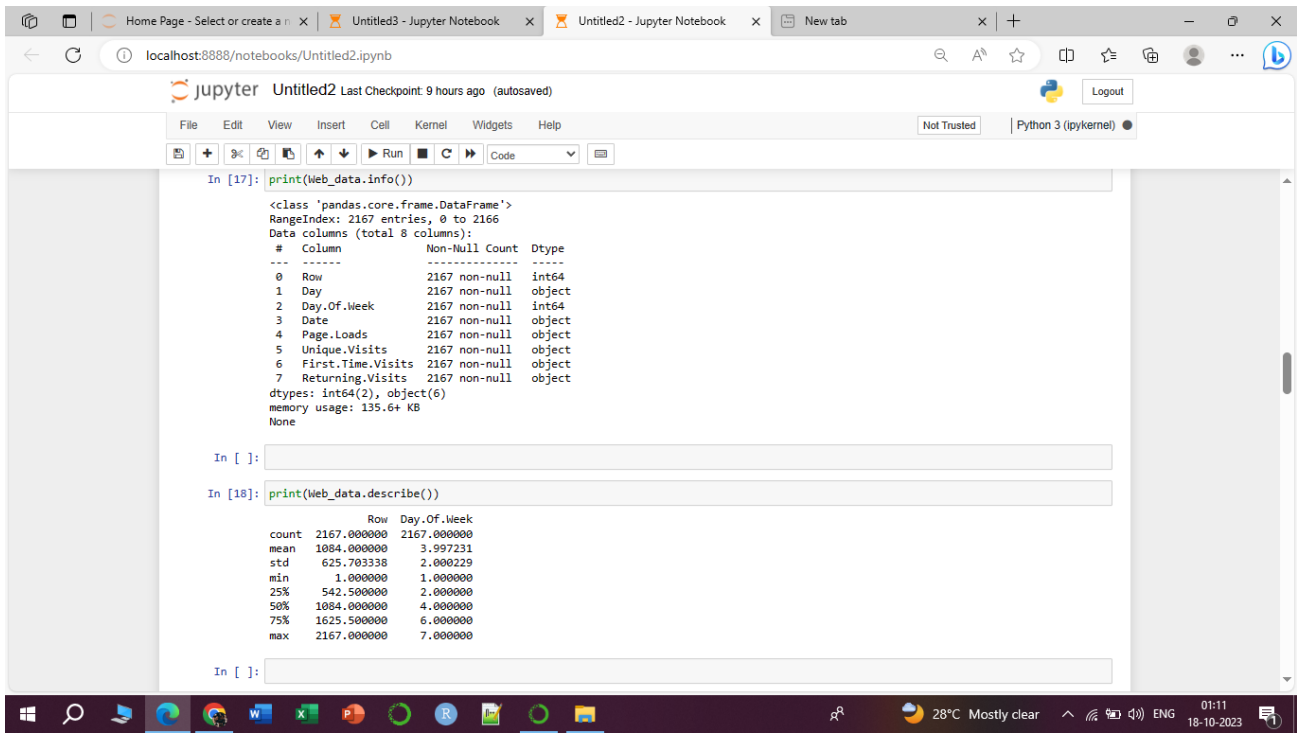 Home Page - Select or create a n
Untitled3 - Jupyter Notebook
Untitled2 - Jupyter Notebook
New tab
localhost:8888/notebooks/Untitled2.ipynb
jupyter Untitled2 Last Checkpoint: 9 hours ago (autosaved)
Logout
File Edit View Insert Cell Kernel Widgets Help
Not Trusted
Python 3 (ipykernel)
Run
Code
In [17]: print(Web_data.info())
<class 'pandas.core.frame.DataFrame'>
RangeIndex: 2167 entries, 0 to 2166
Data columns (total 8 columns):
# Column Non-Null Count Dtype
--- ------ -------------- -----
0 Row 2167 non-null int64
1 Day 2167 non-null object
2 Day.Of.Week 2167 non-null int64
3 Date 2167 non-null object
4 Page.Loads 2167 non-null object
5 Unique.Visits 2167 non-null object
6 First.Time.Visits 2167 non-null object
7 Returning.Visits 2167 non-null object
dtypes: int64(2), object(6)
memory usage: 135.6+ KB
None
In [ ]:
In [18]: print(Web_data.describe())
Row Day.Of.Week
count 2167.000000 2167.000000
mean 1084.000000 3.997231
std 625.703338 2.000229
min 1.000000 1.000000
25% 542.500000 2.000000
50% 1084.000000 4.000000
75% 1625.500000 6.000000
max 2167.000000 7.000000
In [ ]:
28°C Mostly clear
ENG
01:11
18-10-2023